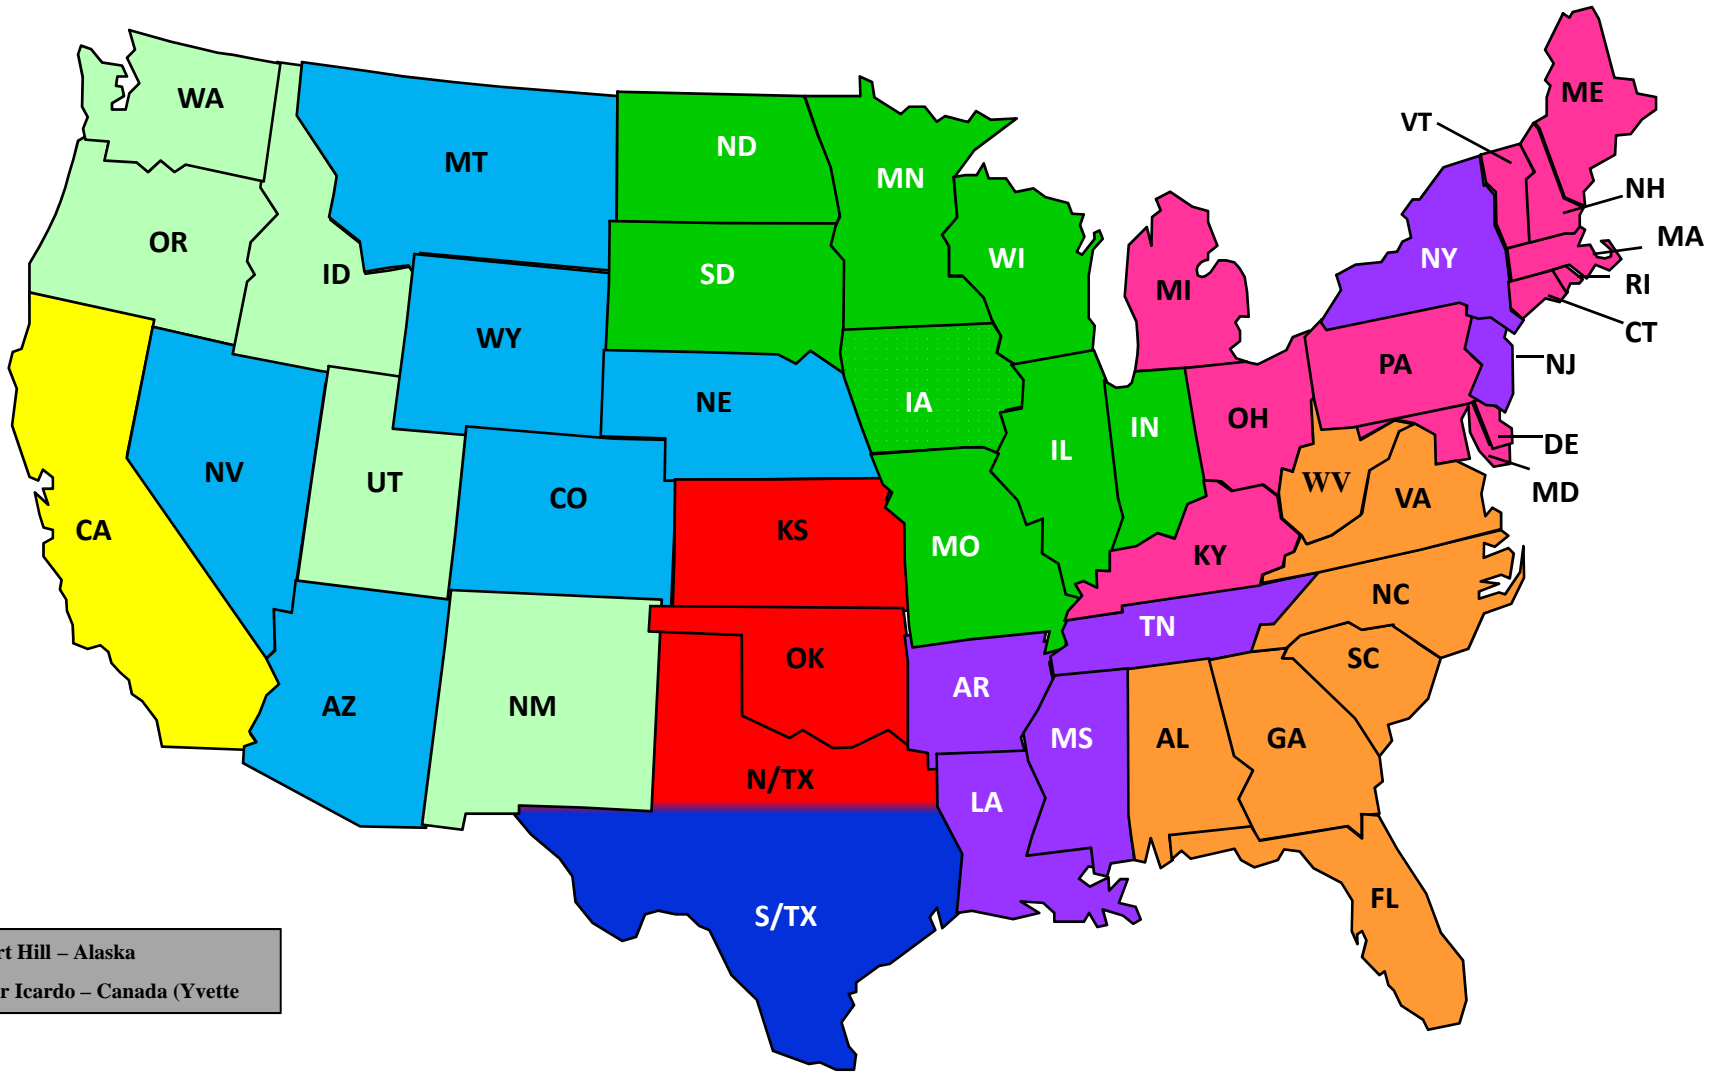 ME
WA
VT
ND
MT
MN
NH
MA
OR
WI
NY
ID
SD
RI
MI
CT
WY
PA
NJ
NE
IA
OH
IN
DE
IL
NV
UT
WV
MD
CO
VA
CA
KS
MO
KY
NC
TN
OK
SC
AR
AZ
NM
MS
AL
GA
N/TX
LA
FL
S/TX
rt Hill – Alaska
r Icardo – Canada (Yvette